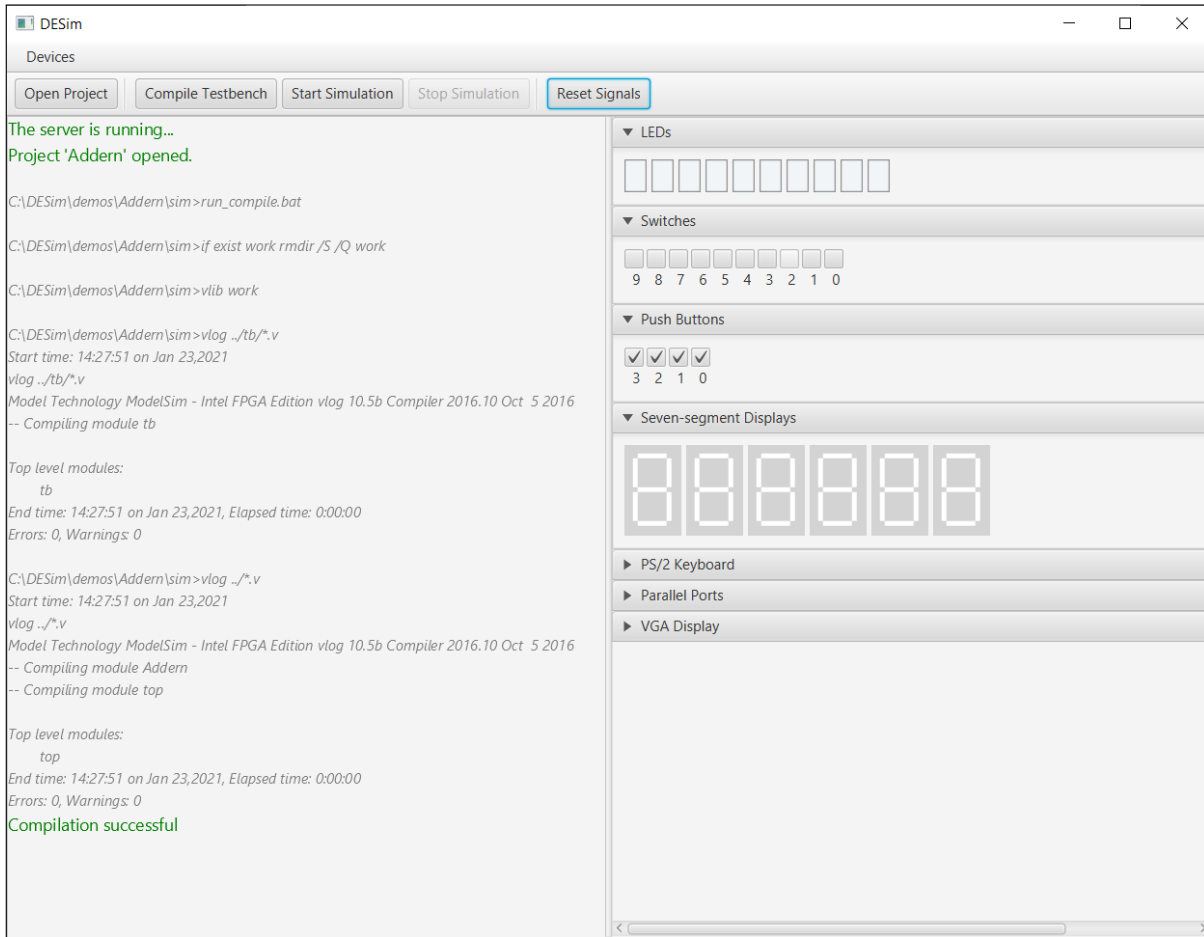 DESim
Devices
Open Project Compile Testbench Start Simulation Stop Simulation Reset Signals
The server is running...
Project 'Addern' opened.
C:\DESim\demos\Addern\sim>run_compile.bat
C:\DESim\demos\Addern\sim>if exist work rmdir /S /Q work
C:\DESim\demos\Addern\sim>vlib work
C:\DESim\demos\Addern\sim>vlog ../tb/*.v
Start time: 14:27:51 on Jan 23,2021
vlog ../tb/*.v
Model Technology ModelSim - Intel FPGA Edition vlog 10.5b Compiler 2016.10 Oct  5 2016
-- Compiling module tb
Top level modules:
tb
End time: 14:27:51 on Jan 23,2021, Elapsed time: 0:00:00
Errors: 0, Warnings: 0
C:\DESim\demos\Addern\sim>vlog ../*.v
Start time: 14:27:51 on Jan 23,2021
vlog ../*.v
Model Technology ModelSim - Intel FPGA Edition vlog 10.5b Compiler 2016.10 Oct  5 2016
-- Compiling module Addern
-- Compiling module top
Top level modules:
top
End time: 14:27:51 on Jan 23,2021, Elapsed time: 0:00:00
Errors: 0, Warnings: 0
Compilation successful
LEDs
Switches
9 8 7 6 5 4 3 2 1 0
Push Buttons
3 2 1 0
Seven-segment Displays
PS/2 Keyboard
Parallel Ports
VGA Display